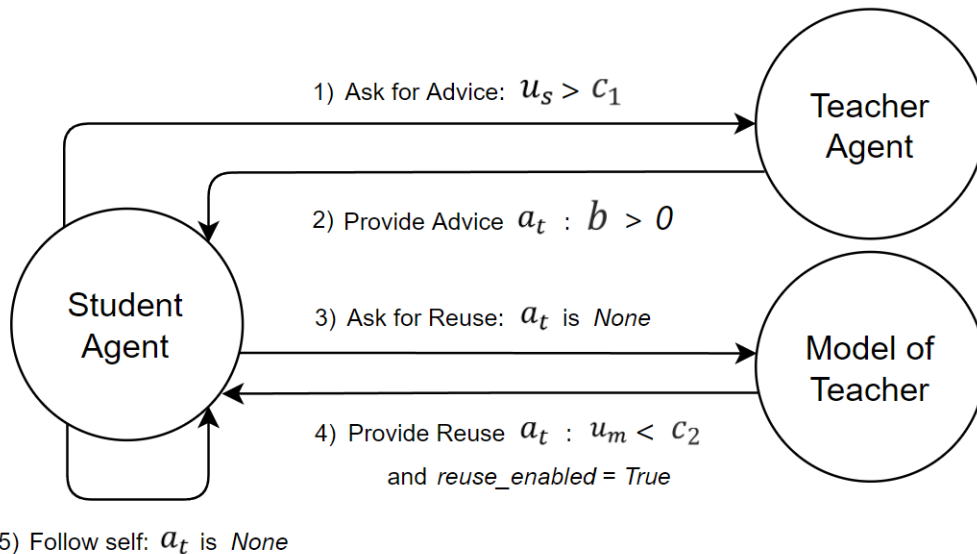 1) Ask for Advice: u_s > c_1
Teacher
Agent
2) Provide Advice a_t : b > 0
Student
Agent
3) Ask for Reuse: a_t is None
Model of
Teacher
4) Provide Reuse a_t : u_m < c_2
and reuse_enabled = True
5) Follow self: a_t is None